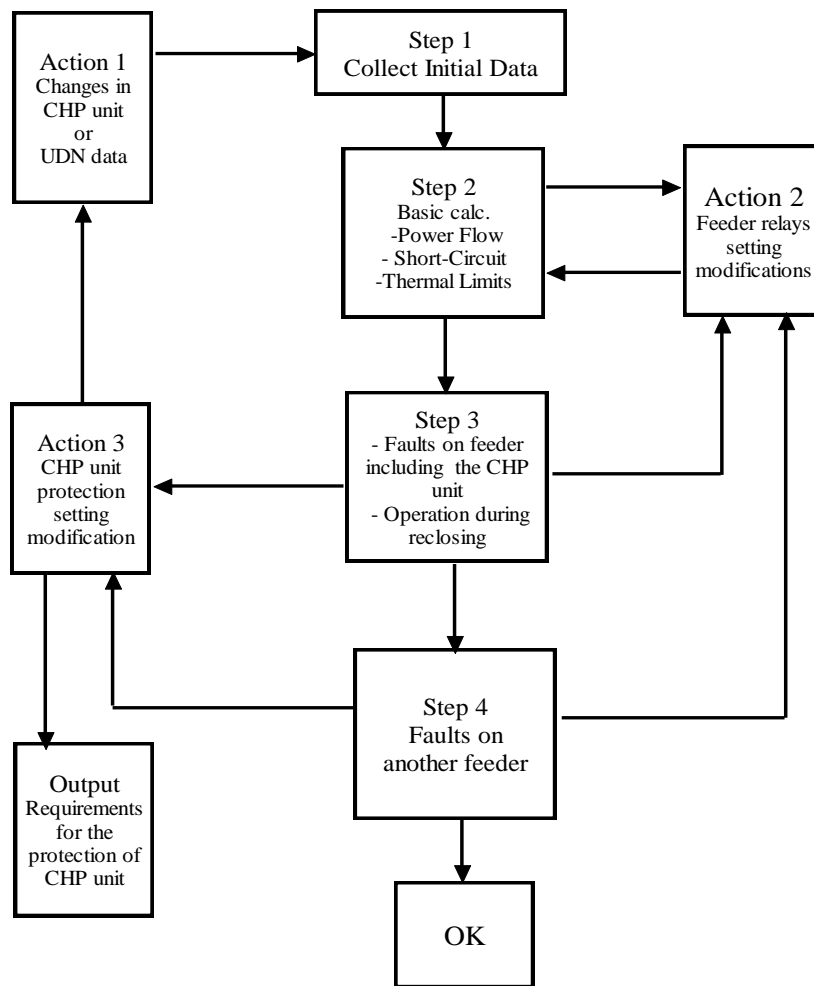 Step 1
Collect Initial Data
Action 1
Changes in
CHP unit
or
UDN data
Step 2
Basic calc.
-Power Flow
- Short-Circuit
-Thermal Limits
Action 2
Feeder relays
setting
modifications
Step 3
- Faults on feeder
including the CHP
unit
- Operation during
reclosing
Action 3
CHP unit
protection
setting
modification
Step 4
Faults on
another feeder
Output
Requirements
for the
protection of
CHP unit
OK